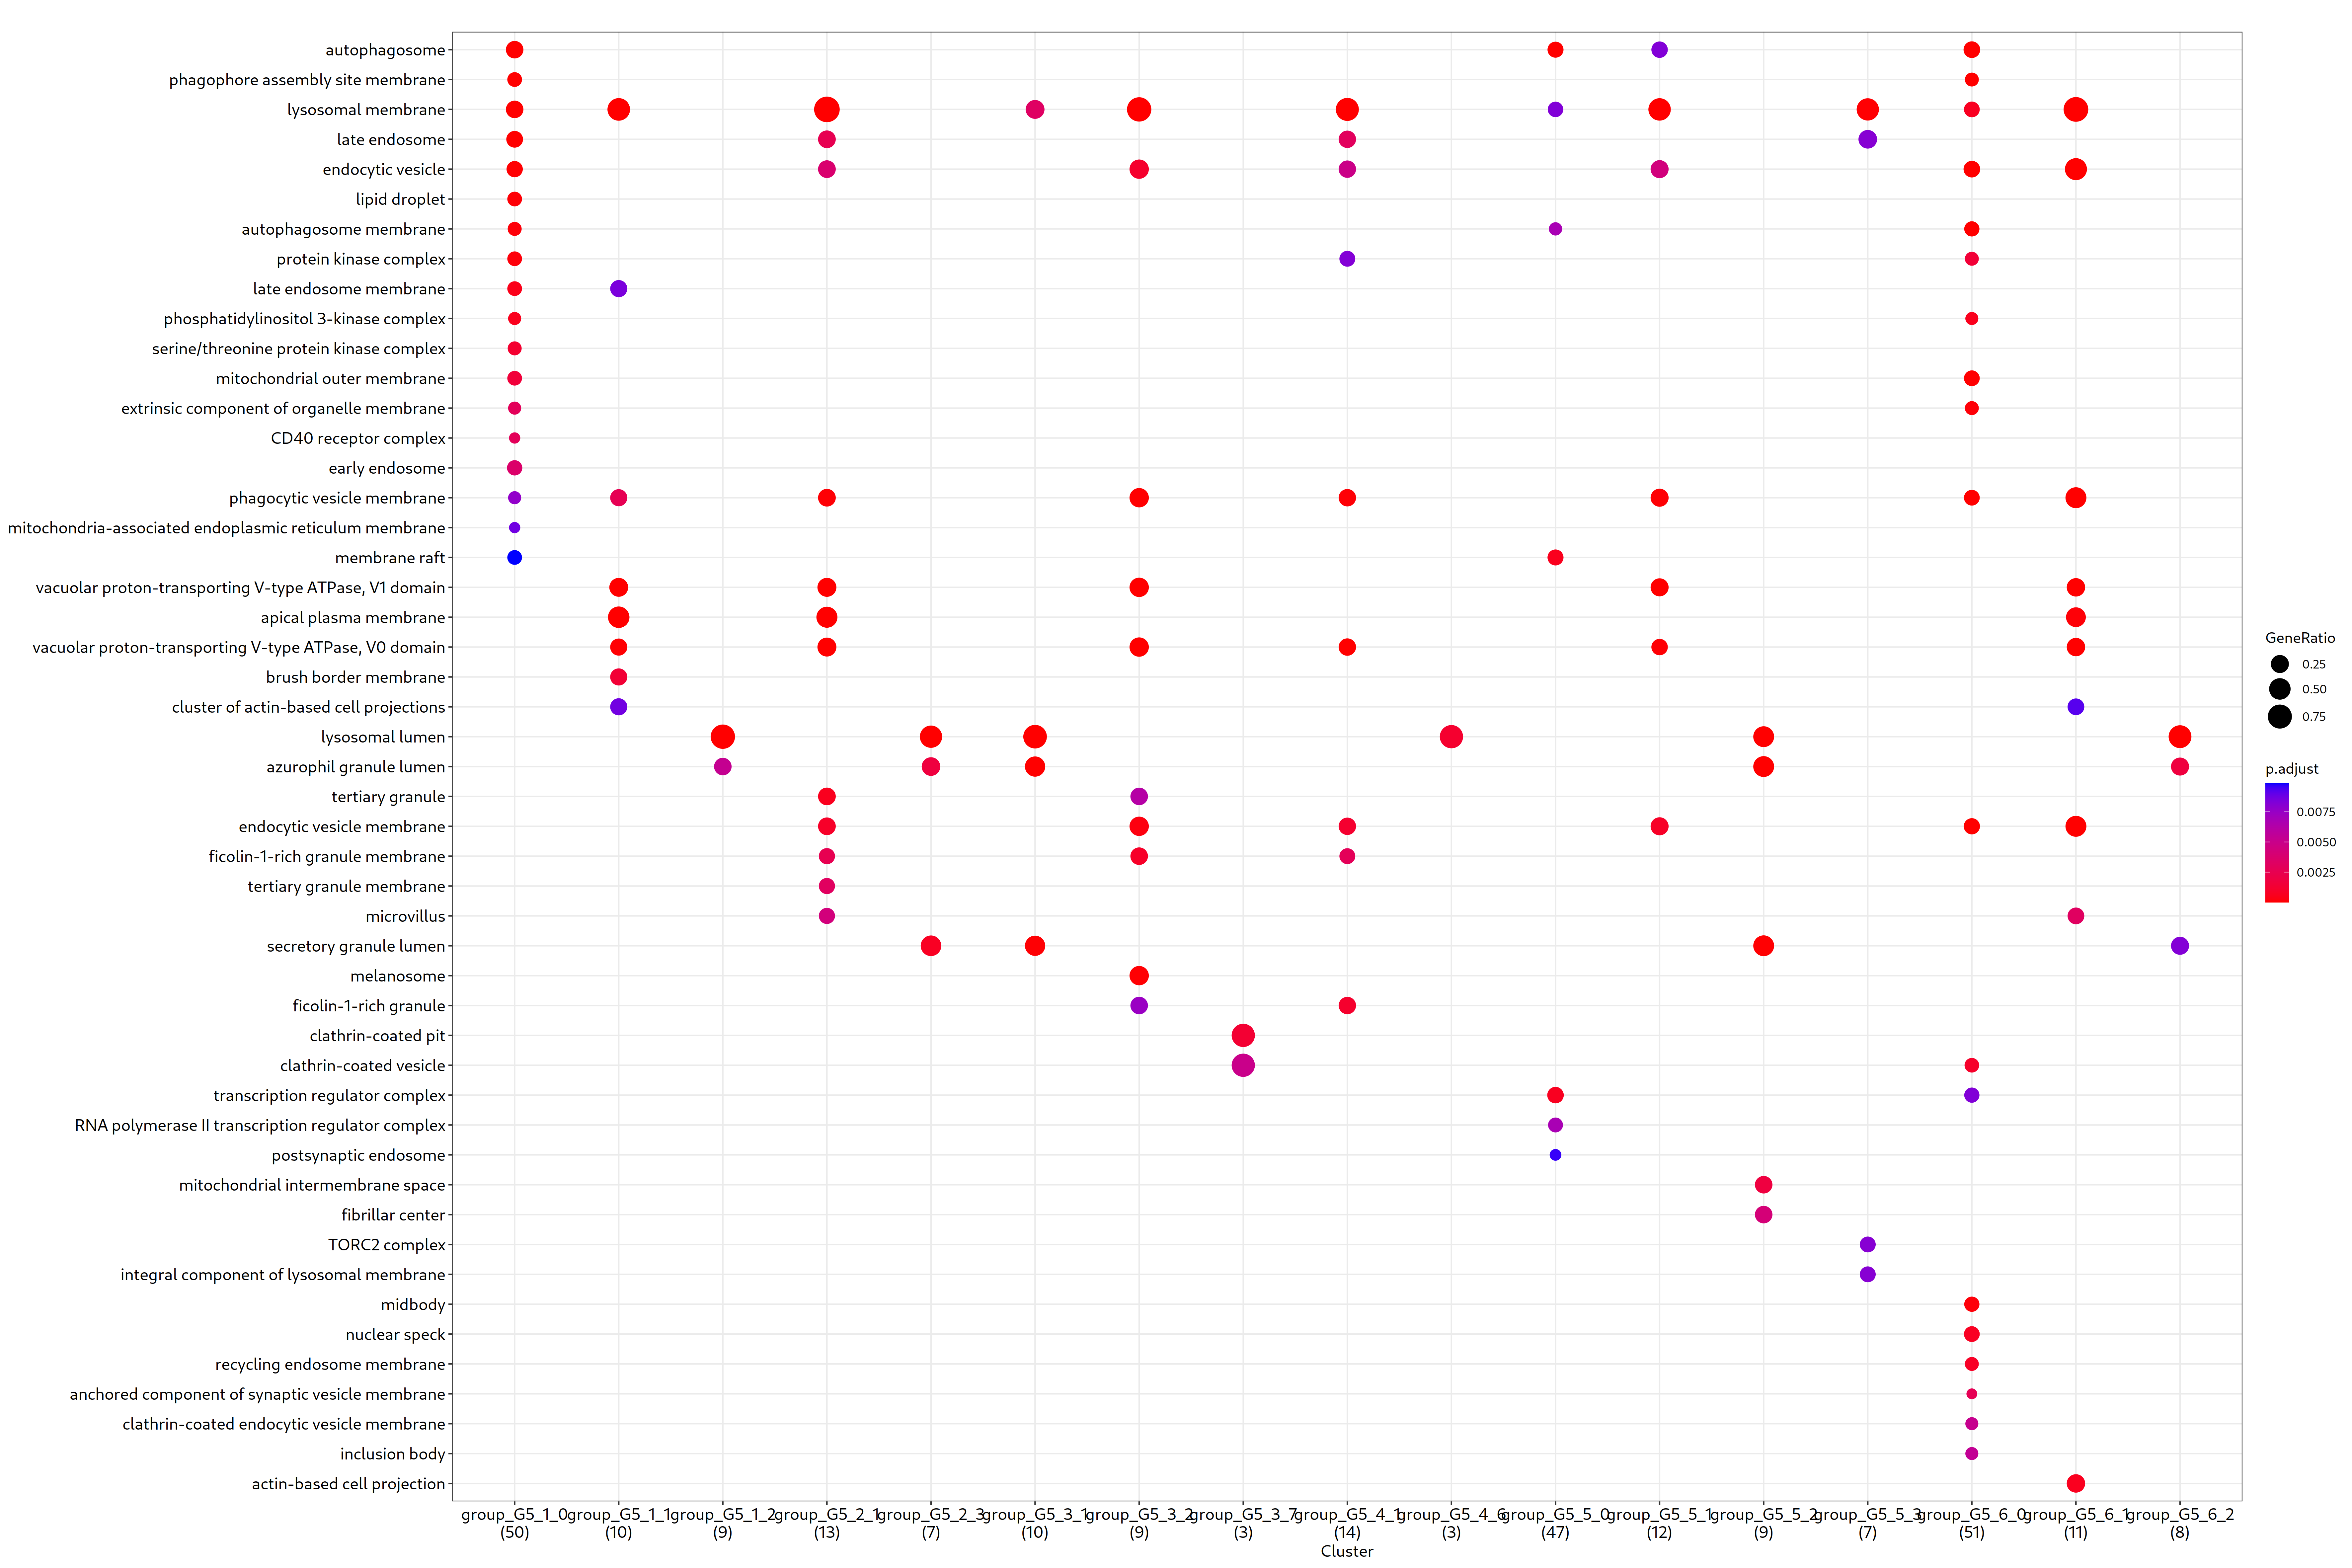 autophagosome
phagophore assembly site membrane
lysosomal membrane
late endosome
endocytic vesicle
lipid droplet
autophagosome membrane
protein kinase complex
late endosome membrane
phosphatidylinositol 3-kinase complex
serine/threonine protein kinase complex
mitochondrial outer membrane
extrinsic component of organelle membrane
CD40 receptor complex
early endosome
phagocytic vesicle membrane
mitochondria-associated endoplasmic reticulum membrane
membrane raft
vacuolar proton-transporting V-type ATPase, V1 domain
apical plasma membrane
vacuolar proton-transporting V-type ATPase, V0 domain
brush border membrane
cluster of actin-based cell projections
lysosomal lumen
azurophil granule lumen
tertiary granule
endocytic vesicle membrane
ficolin-1-rich granule membrane
tertiary granule membrane
microvillus
secretory granule lumen
melanosome
ficolin-1-rich granule
clathrin-coated pit
clathrin-coated vesicle
transcription regulator complex
RNA polymerase II transcription regulator complex
postsynaptic endosome
mitochondrial intermembrane space
fibrillar center
TORC2 complex
integral component of lysosomal membrane
midbody
nuclear speck
recycling endosome membrane
anchored component of synaptic vesicle membrane
clathrin-coated endocytic vesicle membrane
inclusion body
actin-based cell projection
group_G5_1_0 group_G5_1_1 group_G5_1_2 group_G5_2_1 group_G5_2_3 group_G5_3_1 group_G5_3_2 group_G5_3_7 group_G5_4_1 group_G5_4_6 group_G5_5_0 group_G5_5_1 group_G5_5_2 group_G5_5_3 group_G5_6_0 group_G5_6_1 group_G5_6_2
(50) (10) (9) (13) (7) (10) (9) (3) (14) (3) (47) (12) (9) (7) (51) (11) (8)
Cluster
GeneRatio
0.25
0.50
0.75
p.adjust
0.0075
0.0050
0.0025